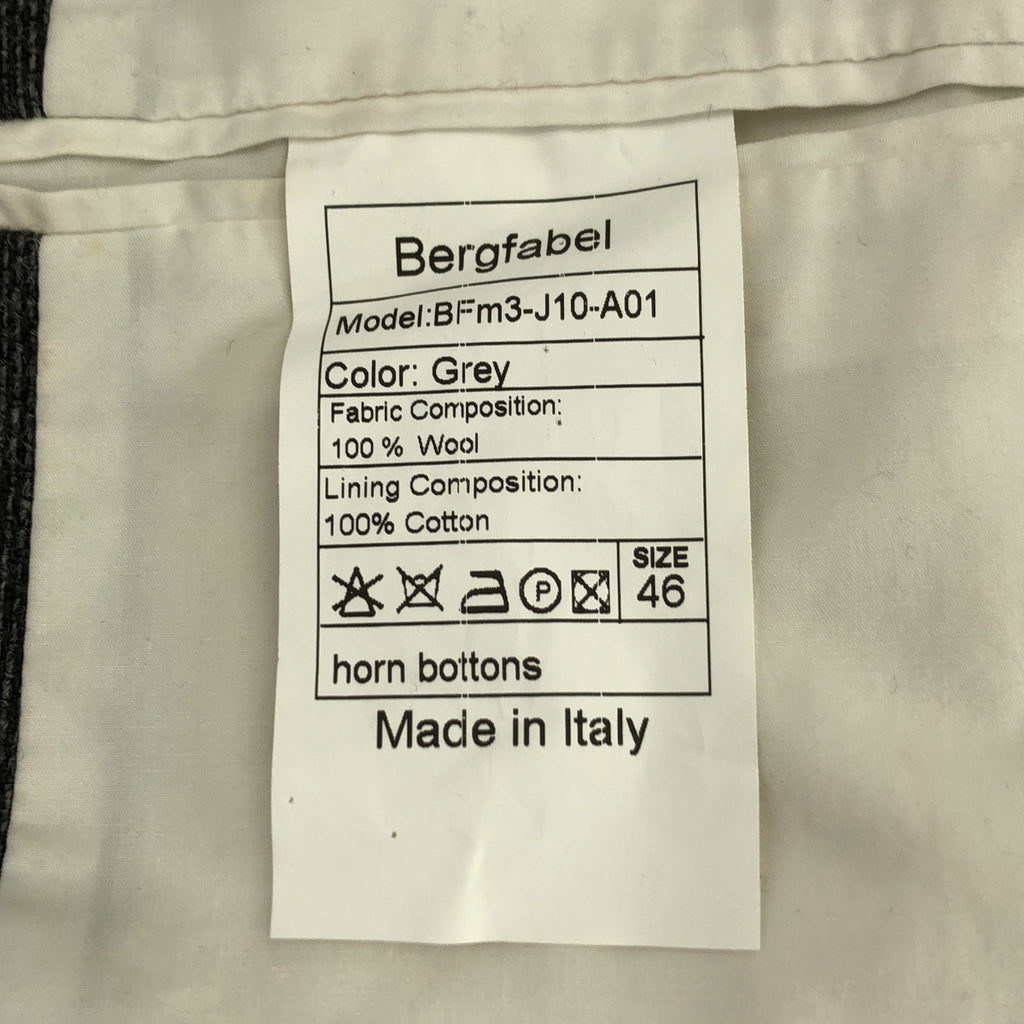 Bergfabel
Model:BFm3-J10-A01
Color: Grey
Fabric Composition:
100 % Wool
Lining Composition:
100% Cotton
P
SIZE
46
horn bottons
Made in Italy